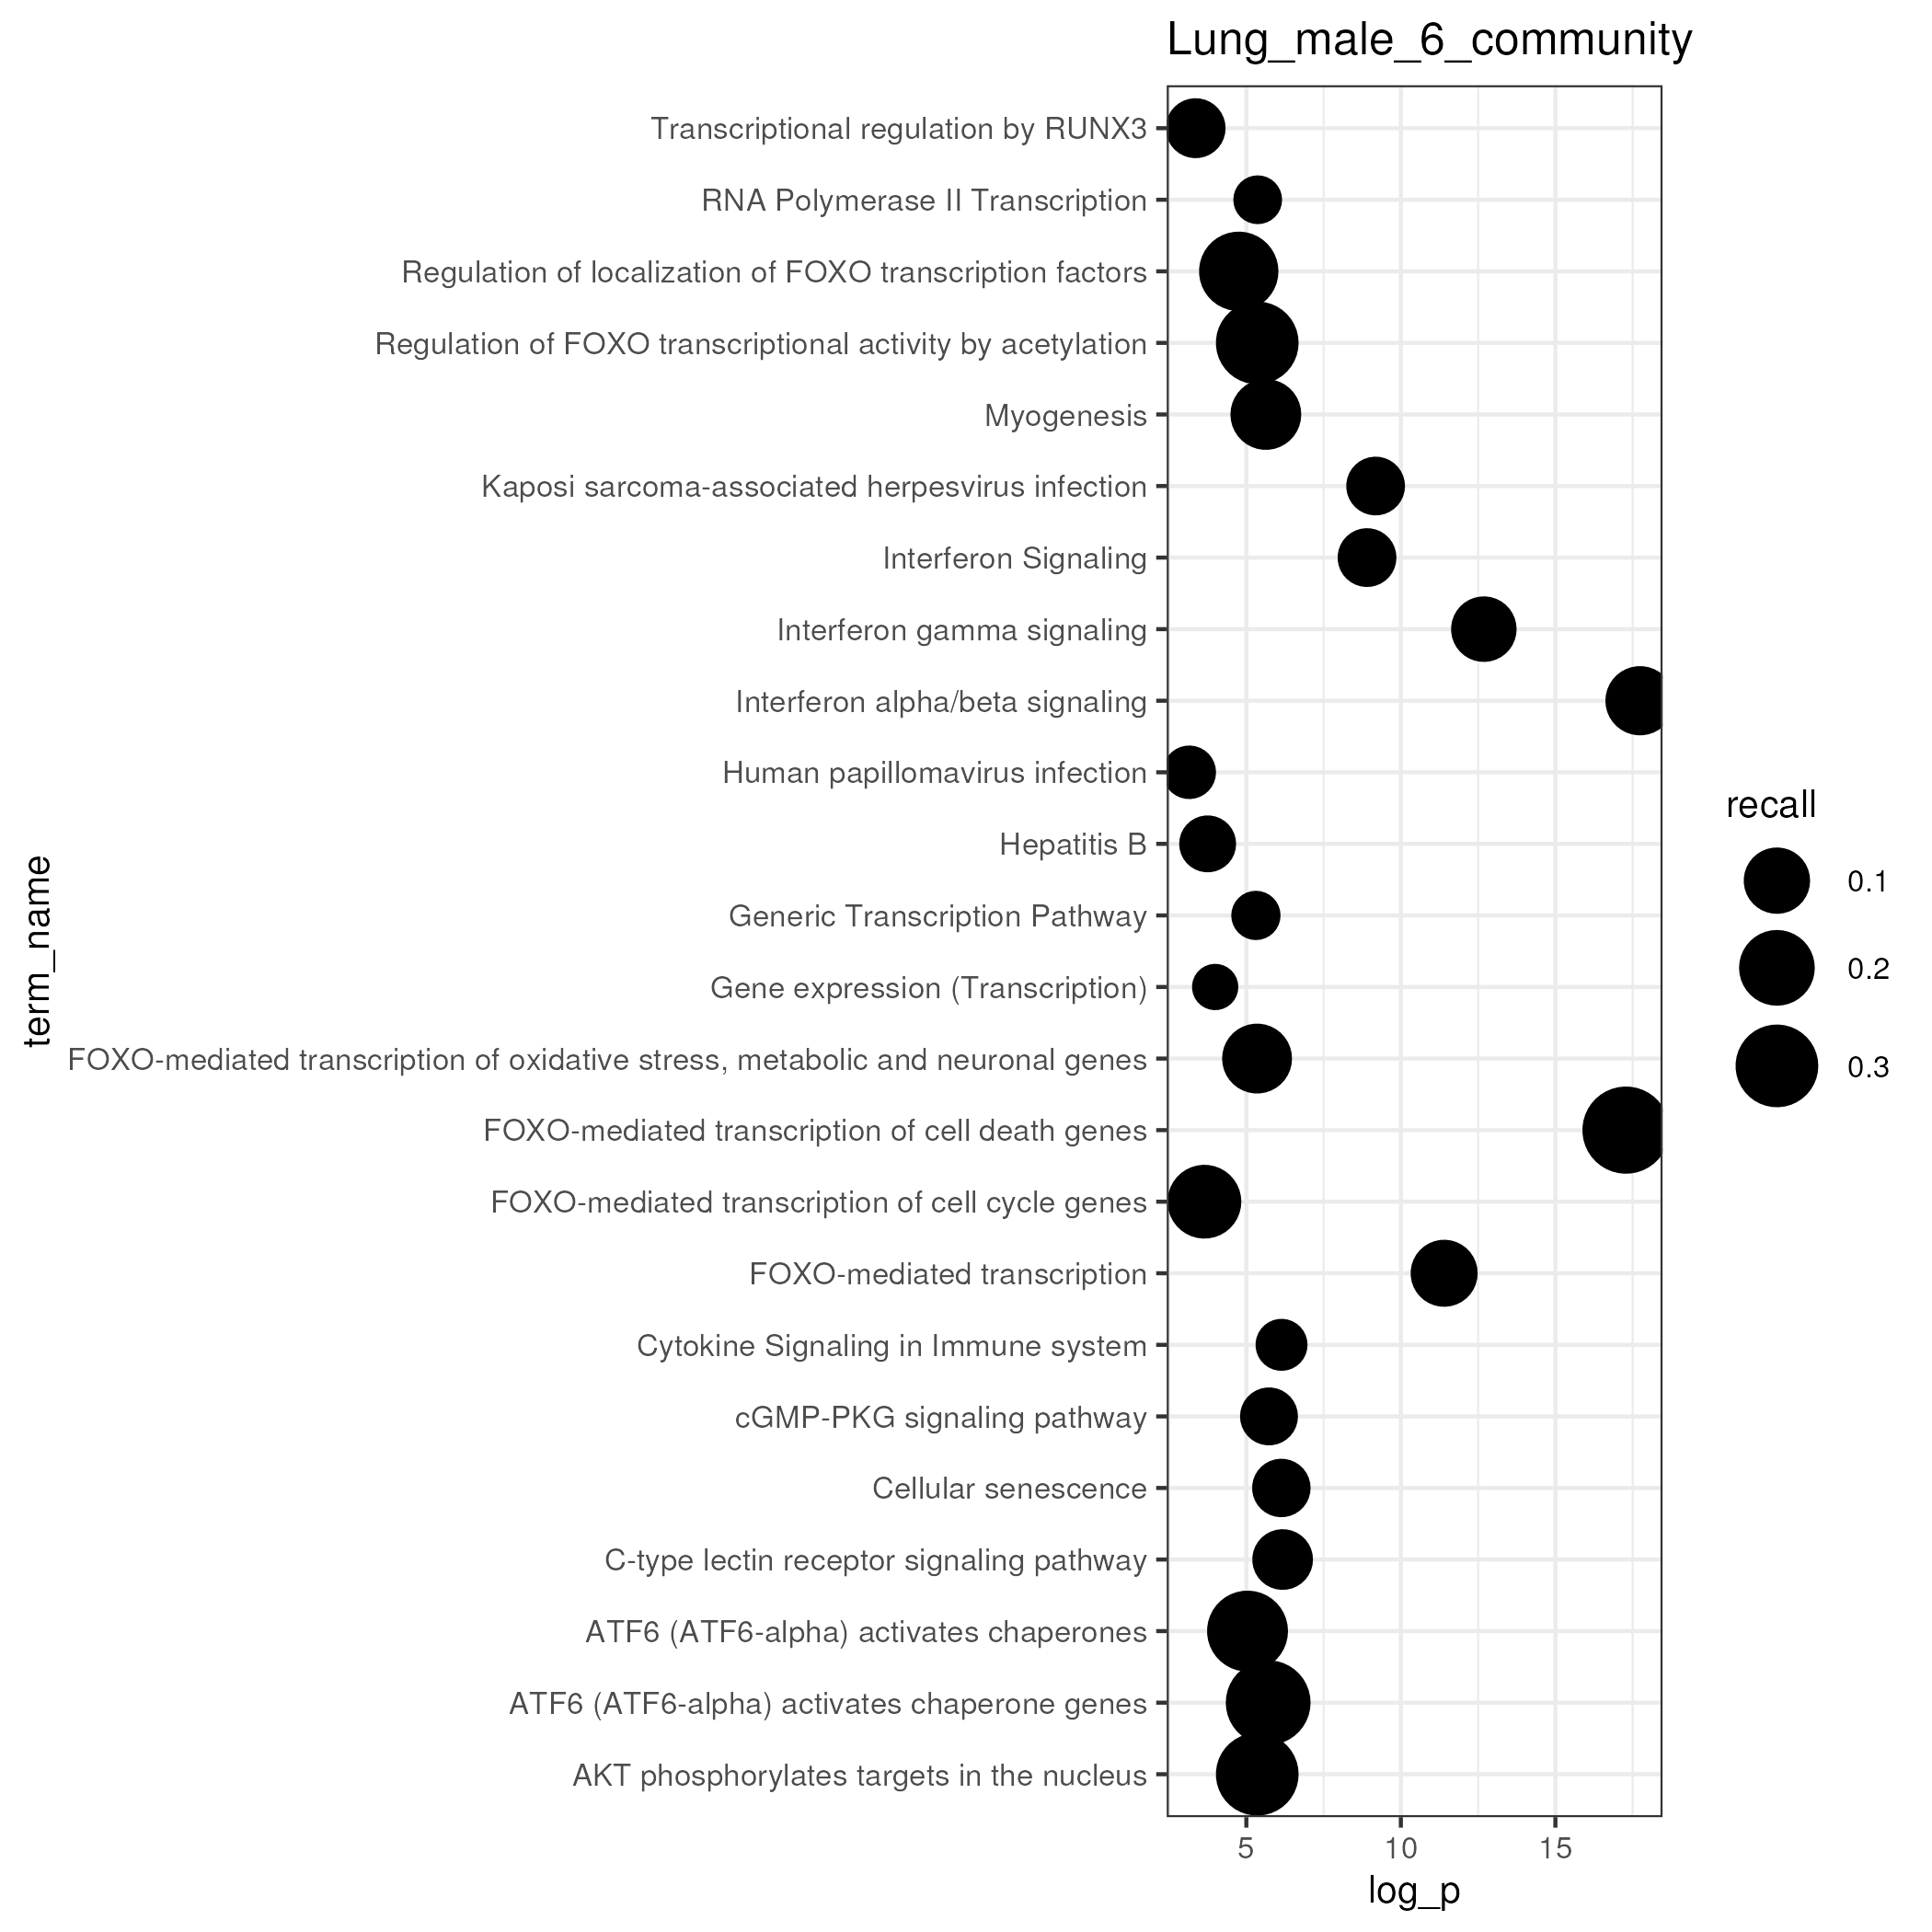 Lung_male_6_community
Transcriptional regulation by RUNX3
RNA Polymerase II Transcription
Regulation of localization of FOXO transcription factors
Regulation of FOXO transcriptional activity by acetylation
Myogenesis
Kaposi sarcoma-associated herpesvirus infection
Interferon Signaling
Interferon gamma signaling
Interferon alpha/beta signaling
Human papillomavirus infection
Hepatitis B
Generic Transcription Pathway
Gene expression (Transcription)
FOXO-mediated transcription of oxidative stress, metabolic and neuronal genes
FOXO-mediated transcription of cell death genes
FOXO-mediated transcription of cell cycle genes
FOXO-mediated transcription
Cytokine Signaling in Immune system
cGMP-PKG signaling pathway
Cellular senescence
C-type lectin receptor signaling pathway
ATF6 (ATF6-alpha) activates chaperones
ATF6 (ATF6-alpha) activates chaperone genes
AKT phosphorylates targets in the nucleus
term_name
5 10 15
log_p
recall
0.1
0.2
0.3